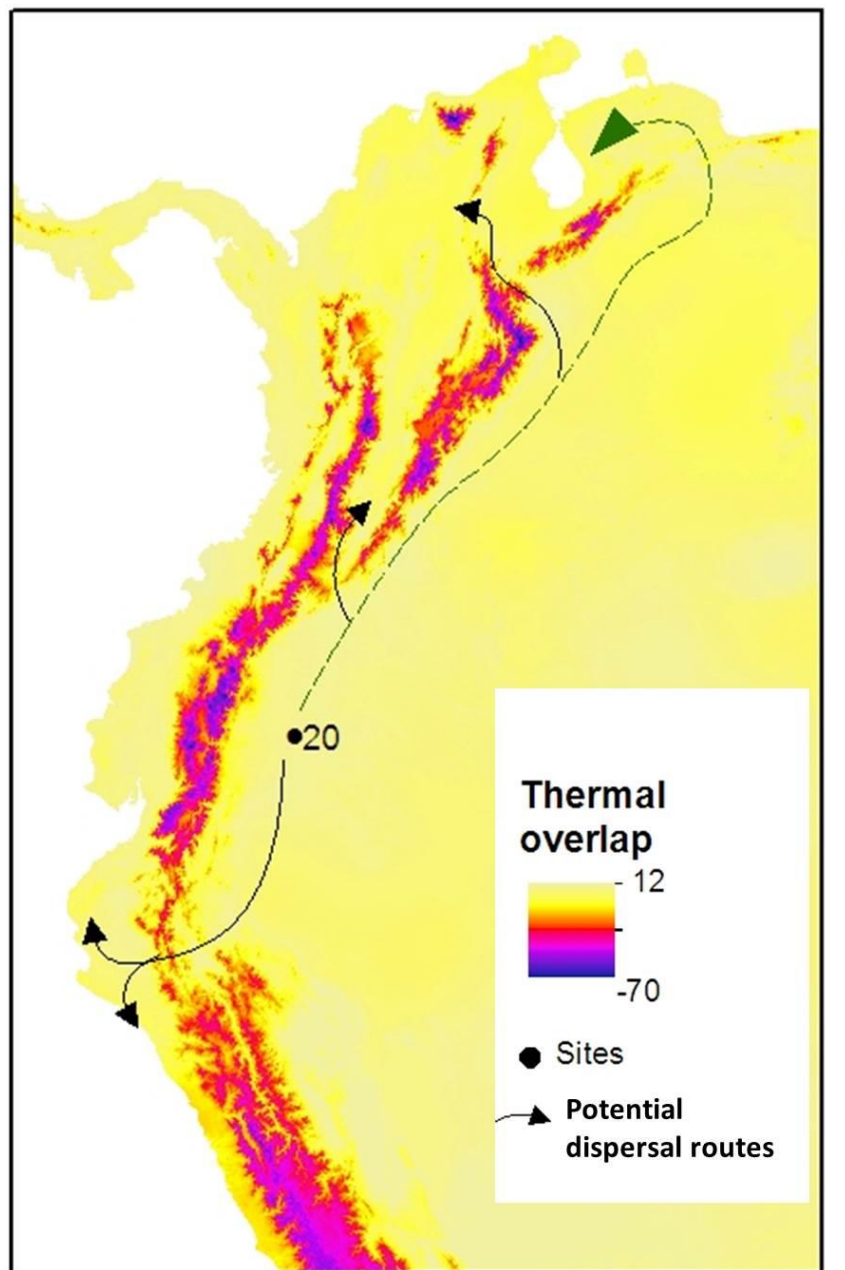 20
Thermal
overlap
12
-70
Sites
Potential
dispersal routes